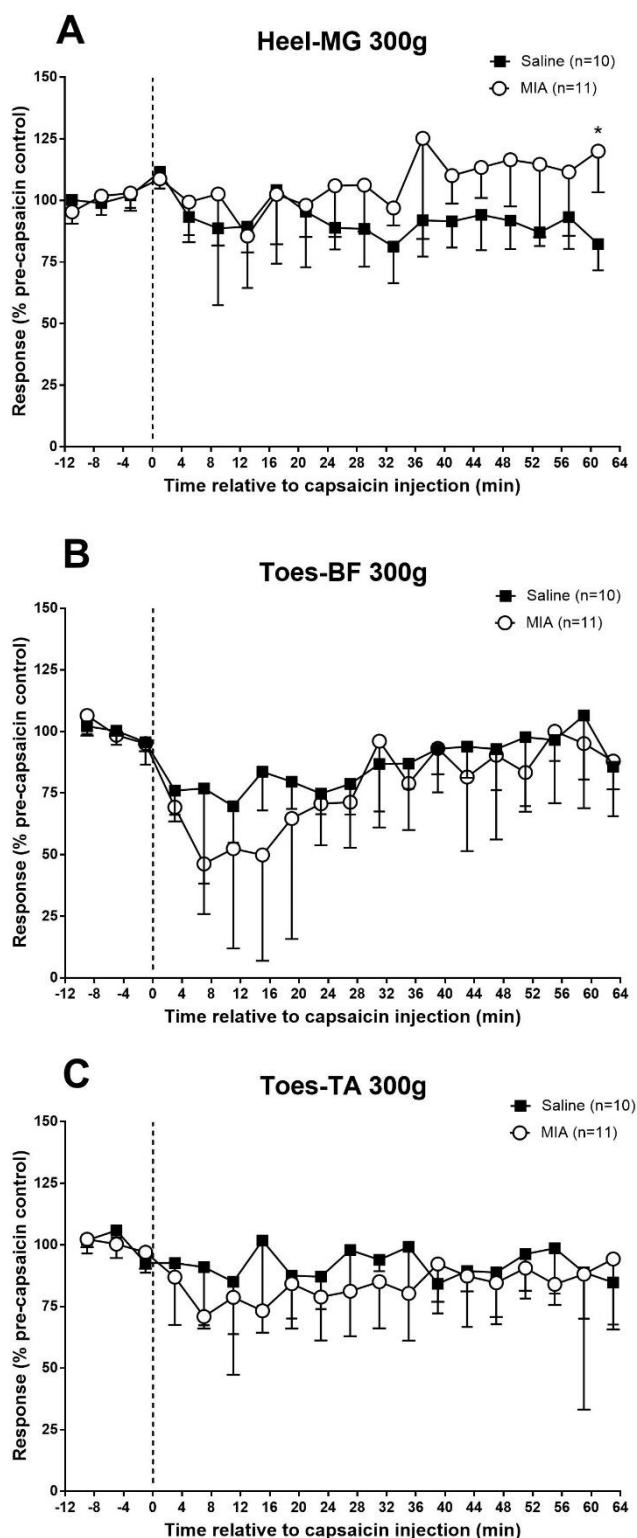 A
Heel-MG 300g
Saline (n=10)
MIA (n=11)
*
Response (% pre-capsaicin control)
150
125
100
75
50
25
0
-12 -8 -4 0 4 8 12 16 20 24 28 32 36 40 44 48 52 56 60 64
Time relative to capsaicin injection (min)
B
Toes-BF 300g
Saline (n=10)
MIA (n=11)
Response (% pre-capsaicin control)
150
125
100
75
50
25
0
-12 -8 -4 0 4 8 12 16 20 24 28 32 36 40 44 48 52 56 60 64
Time relative to capsaicin injection (min)
C
Toes-TA 300g
Saline (n=10)
MIA (n=11)
Response (% pre-capsaicin control)
150
125
100
75
50
25
0
-12 -8 -4 0 4 8 12 16 20 24 28 32 36 40 44 48 52 56 60 64
Time relative to capsaicin injection (min)